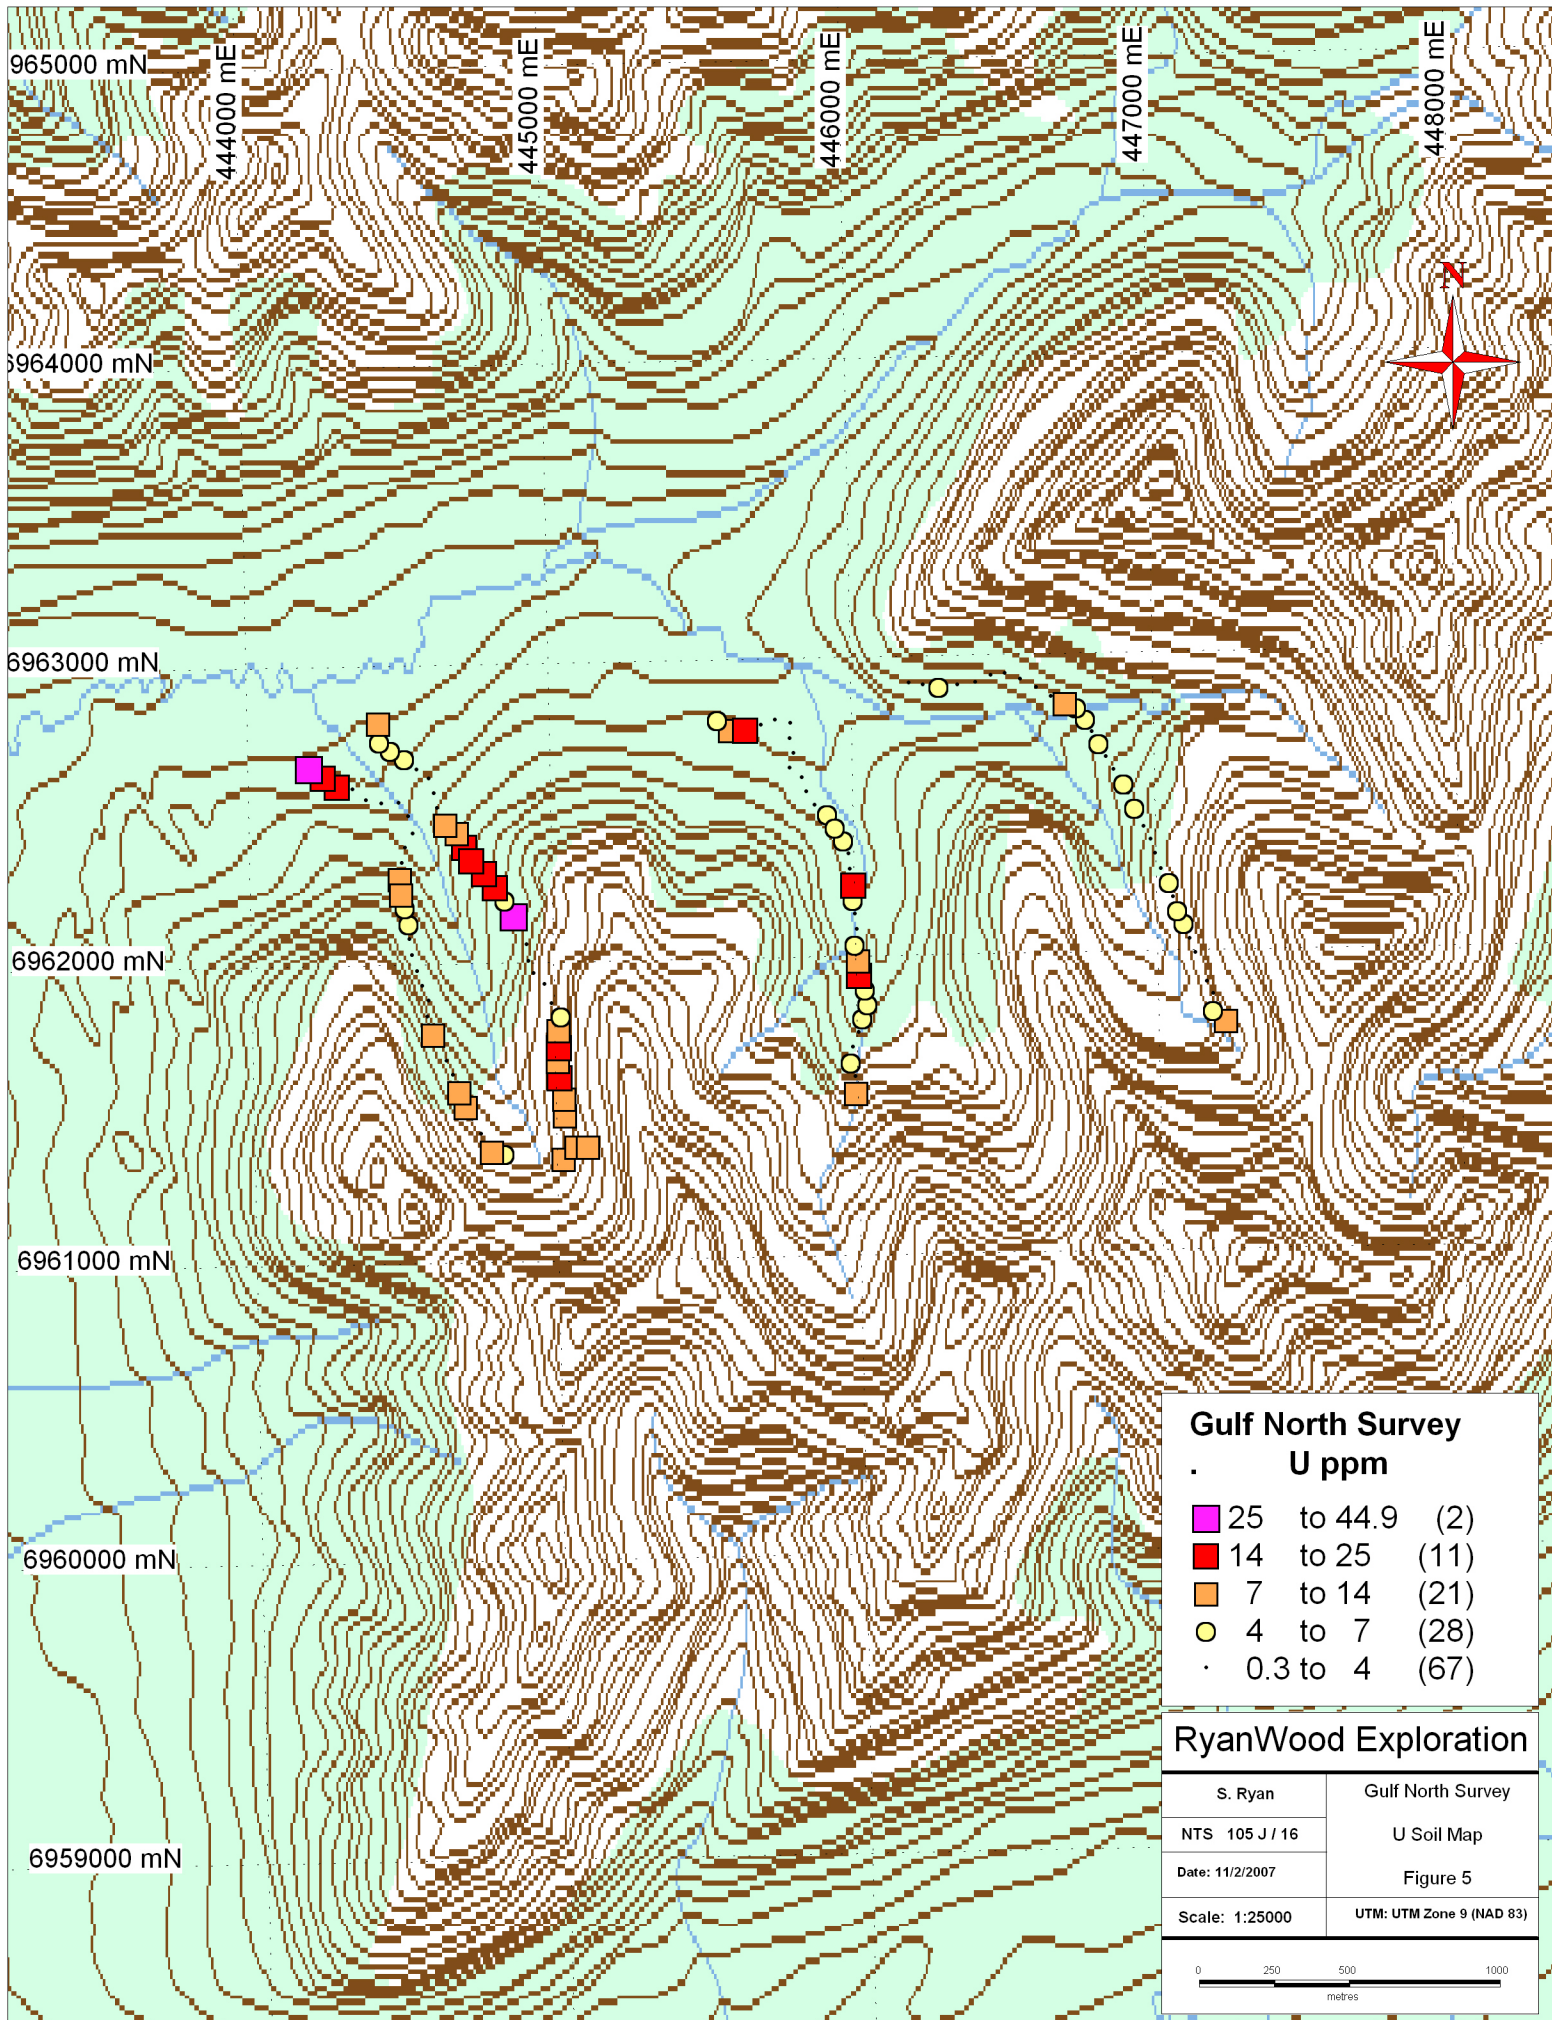 965000 mN
444000 mE
445000 mE
446000 mE
447000 mE
448000 mE
N
6964000 mN
6963000 mN
6962000 mN
6961000 mN
6960000 mN
6959000 mN
Gulf North Survey
. U ppm
25 to 44.9 (2)
14 to 25 (11)
7 to 14 (21)
4 to 7 (28)
0.3 to 4 (67)
RyanWood Exploration
S. Ryan
NTS 105 J / 16
Date: 11/2/2007
Scale: 1:25000
Gulf North Survey
U Soil Map
Figure 5
UTM: UTM Zone 9 (NAD 83)
0 250 500 1000
metres